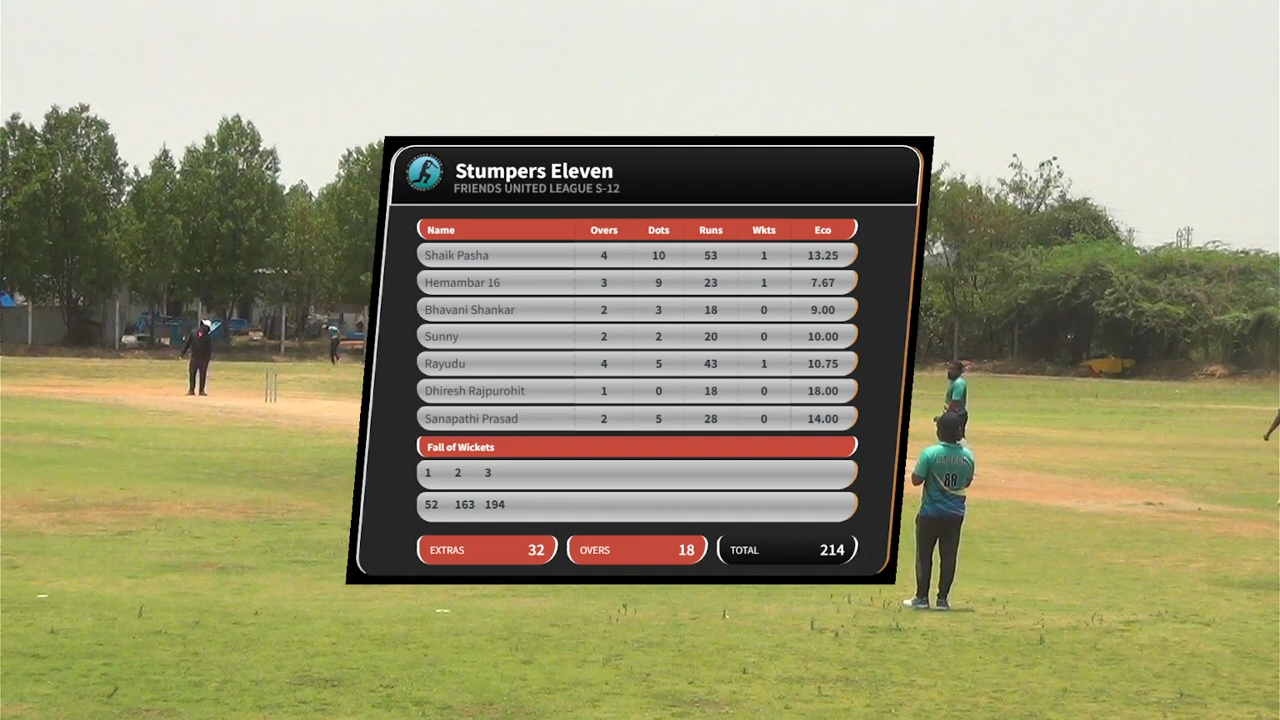 Stumpers Eleven
FRIENDS UNITED LEAGUE S-12
Name Overs Dots Runs Wkts Eco
Shaik Pasha 4 10 53 1 13.25
Hemambar 16 3 9 23 1 7.67
Bhavani Shankar 2 3 18 0 9.00
Sunny 2 2 20 0 10.00
Rayudu 4 5 43 1 10.75
Dhiresh Rajpurohit 1 0 18 0 18.00
Sanapathi Prasad 2 5 28 0 14.00
Fall of Wickets
1 2 3
52 163 194
EXTRAS 32 OVERS 18 TOTAL 214
88